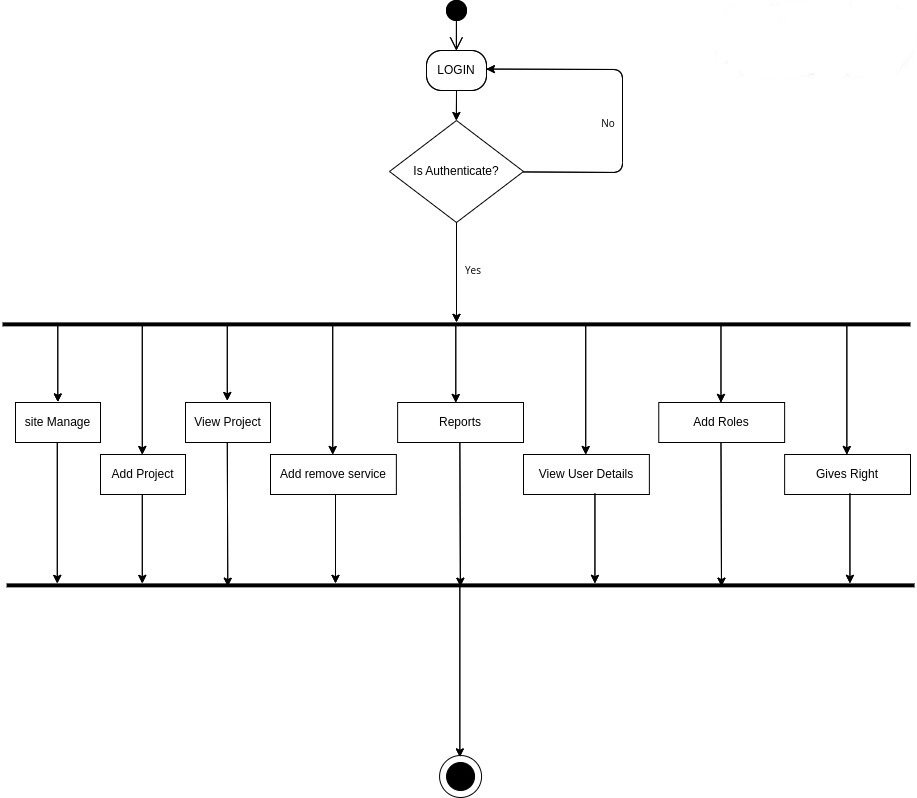 LOGIN
No
Is Authenticate?
Yes
site Manage
View Project
Reports
Add Roles
Add Project
Add remove service
View User Details
Gives Right